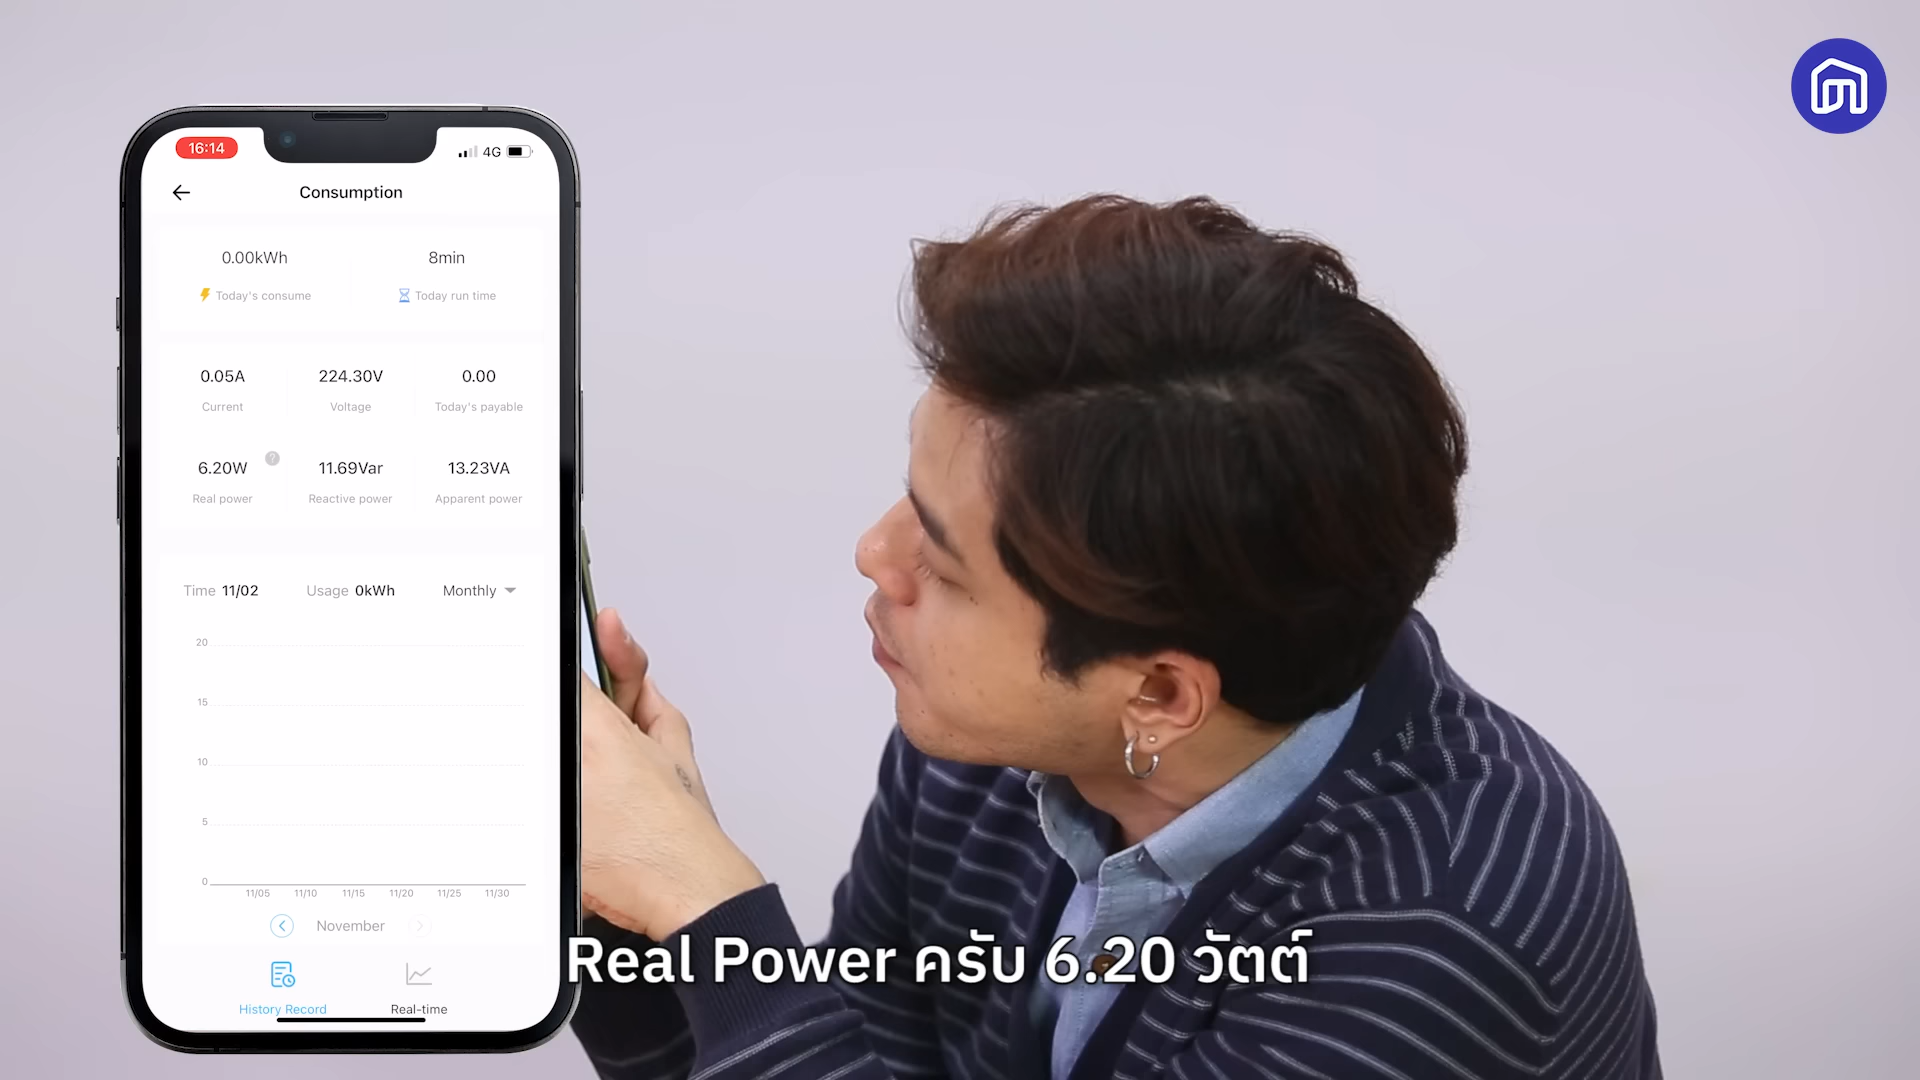 16:14
4G
Consumption
0.00kWh
8min
Today's consume
Today run time
0.05A
224.30V
0.00
Current
Voltage
Today's payable
6.20W
?
11.69Var
13.23VA
Real power
Reactive power
Apparent power
Time 11/02
Usage 0kWh
Monthly
20
15
10
5
0
11/05
11/10
11/15
11/20
11/25
11/30
November
History Record
Real-time
Real Power ครับ 6.20 วัตต์